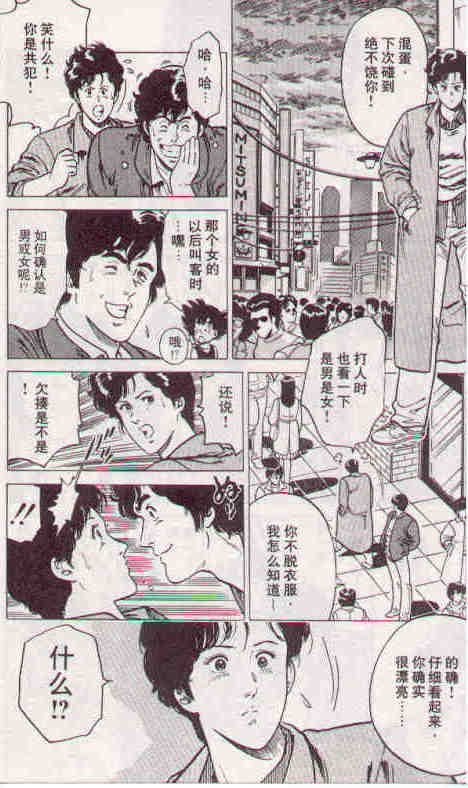 混蛋，
下次碰到
绝不饶你！
MITSUMI
打人时
也看一下
是男是女！
你不脱衣服，
我怎么知道～
哈，哈…
笑什么！
你是共犯！
那个女的
以后叫客时
…嘿…
哦！？
如何确认是
男或女呢！？
还说！
欠揍是不是
！
！！
的确！
仔细看起来，
你确实
很漂亮……
什么！？